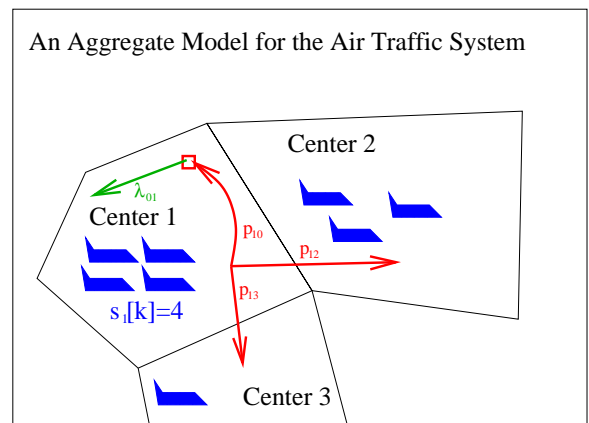 An Aggregate Model for the Air Traffic System
Center 2
λ01
Center 1
p10
p12
p13
s1[k]=4
Center 3